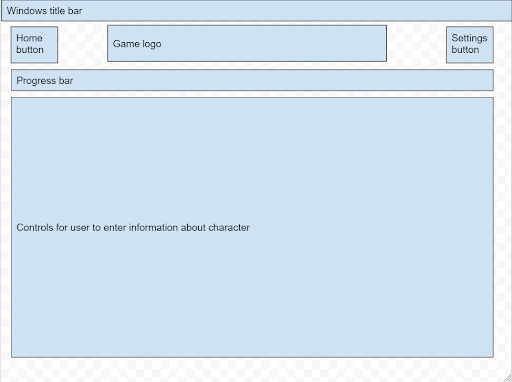 Windows title bar
Home
button
Game logo
Settings
button
Progress bar
Controls for user to enter information about character